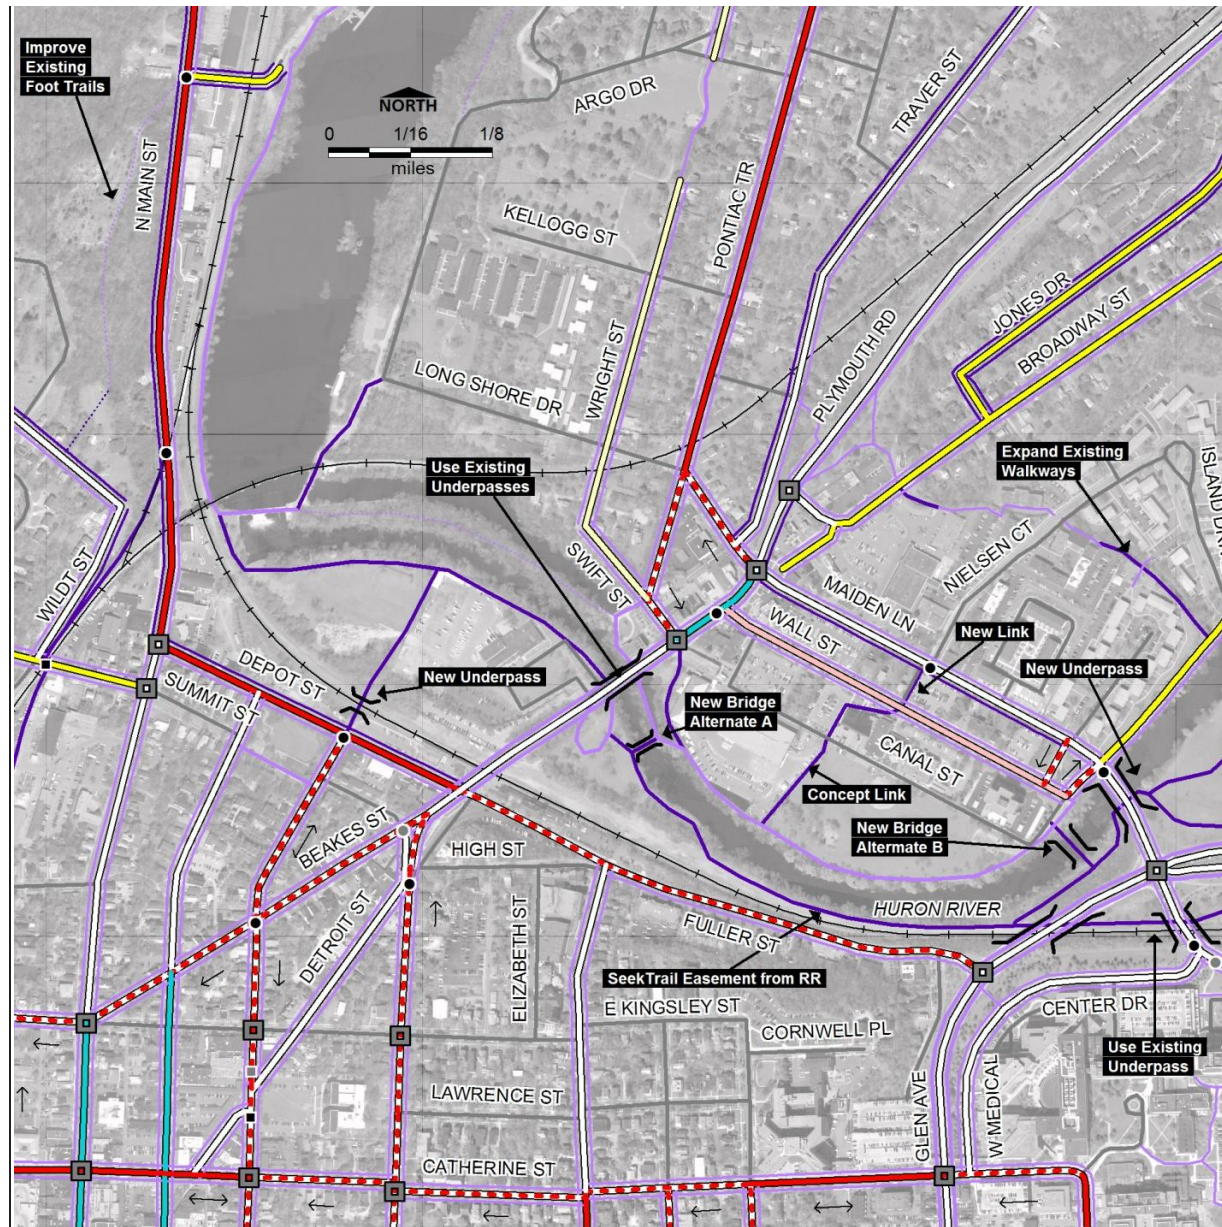 Improve
Existing
Foot Trails
NORTH
0 1/16 1/8
miles
N MAIN ST
ARGO DR
TRAVER ST
KELLOGG ST
PONTIAC TR
LONG SHORE DR
WRIGHT ST
PLYMOUTH RD
JONES DR
BROADWAY ST
Expand Existing
Walkways
Use Existing
Underpasses
NIELSEN CT
WILDT ST
SWIFT ST
MAIDEN LN
WALL ST
New Link
New Underpass
DEPOT ST
SUMMIT ST
New Underpass
New Bridge
Alternate A
CANAL ST
Concept Link
New Bridge
Alternate B
BEAKES ST
HIGH ST
DETROIT ST
ELIZABETH ST
FULLER ST
HURON RIVER
SeekTrail Easement from RR
E KINGSLEY ST
CORNWELL PL
CENTER DR
Use Existing
Underpass
LAWRENCE ST
GLEN AVE
W MEDICAL
CATHERINE ST